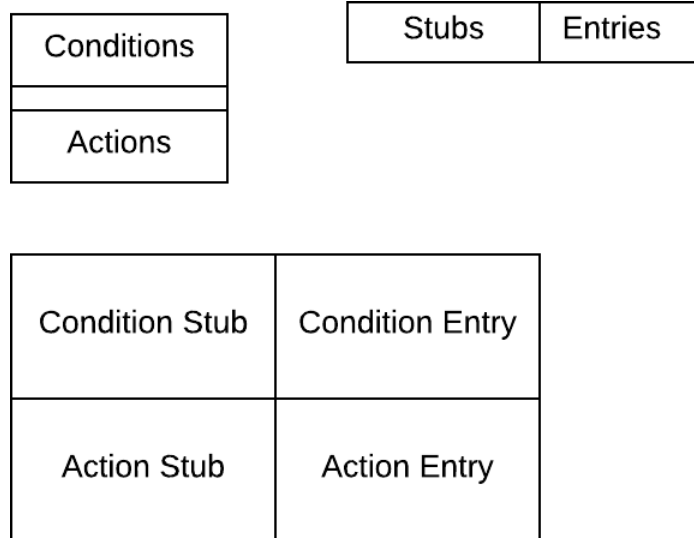 Conditions
Actions
Stubs Entries
Condition Stub Condition Entry
Action Stub Action Entry